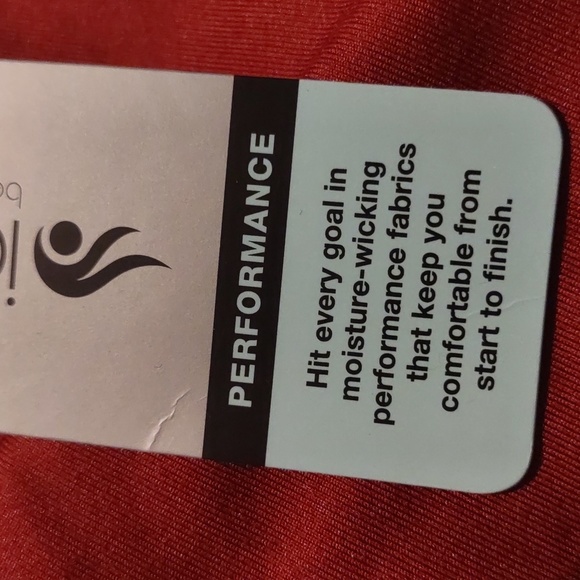 PERFORMANCE
Hit every goal in
moisture-wicking
performance fabrics
that keep you
comfortable from
start to finish.